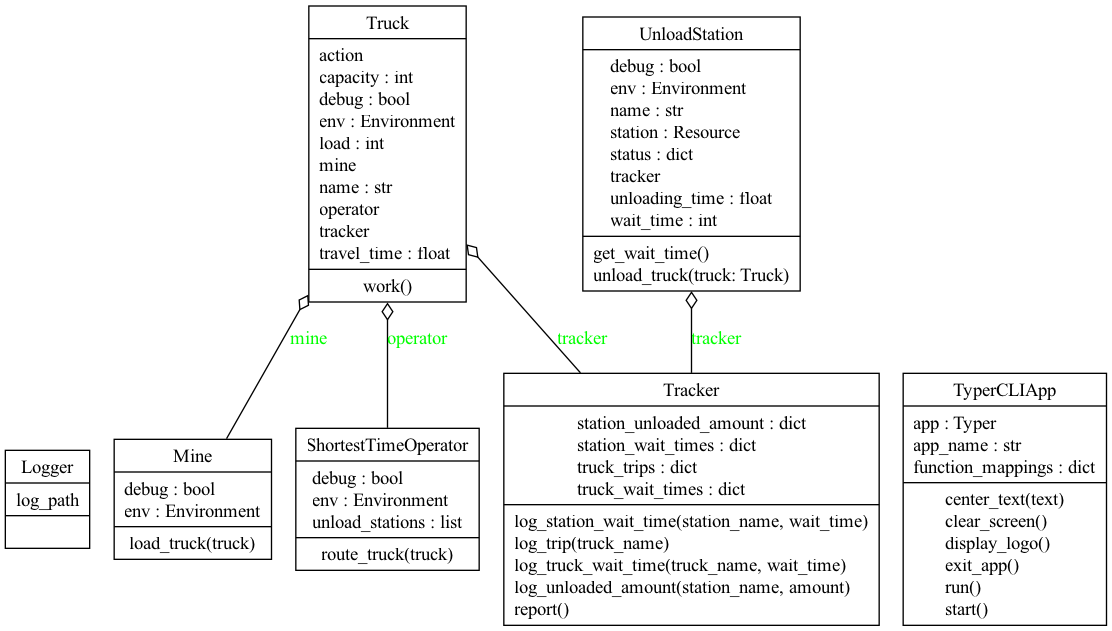 Truck
action
capacity : int
debug : bool
env : Environment
load : int
mine
name : str
operator
tracker
travel_time : float
work()
UnloadStation
debug : bool
env : Environment
name : str
station : Resource
status : dict
tracker
unloading_time : float
wait_time : int
get_wait_time()
unload_truck(truck: Truck)
mine
operator
tracker
tracker
Logger
log_path
Mine
debug : bool
env : Environment
load_truck(truck)
ShortestTimeOperator
debug : bool
env : Environment
unload_stations : list
route_truck(truck)
Tracker
station_unloaded_amount : dict
station_wait_times : dict
truck_trips : dict
truck_wait_times : dict
log_station_wait_time(station_name, wait_time)
log_trip(truck_name)
log_truck_wait_time(truck_name, wait_time)
log_unloaded_amount(station_name, amount)
report()
TyperCLIApp
app : Typer
app_name : str
function_mappings : dict
center_text(text)
clear_screen()
display_logo()
exit_app()
run()
start()